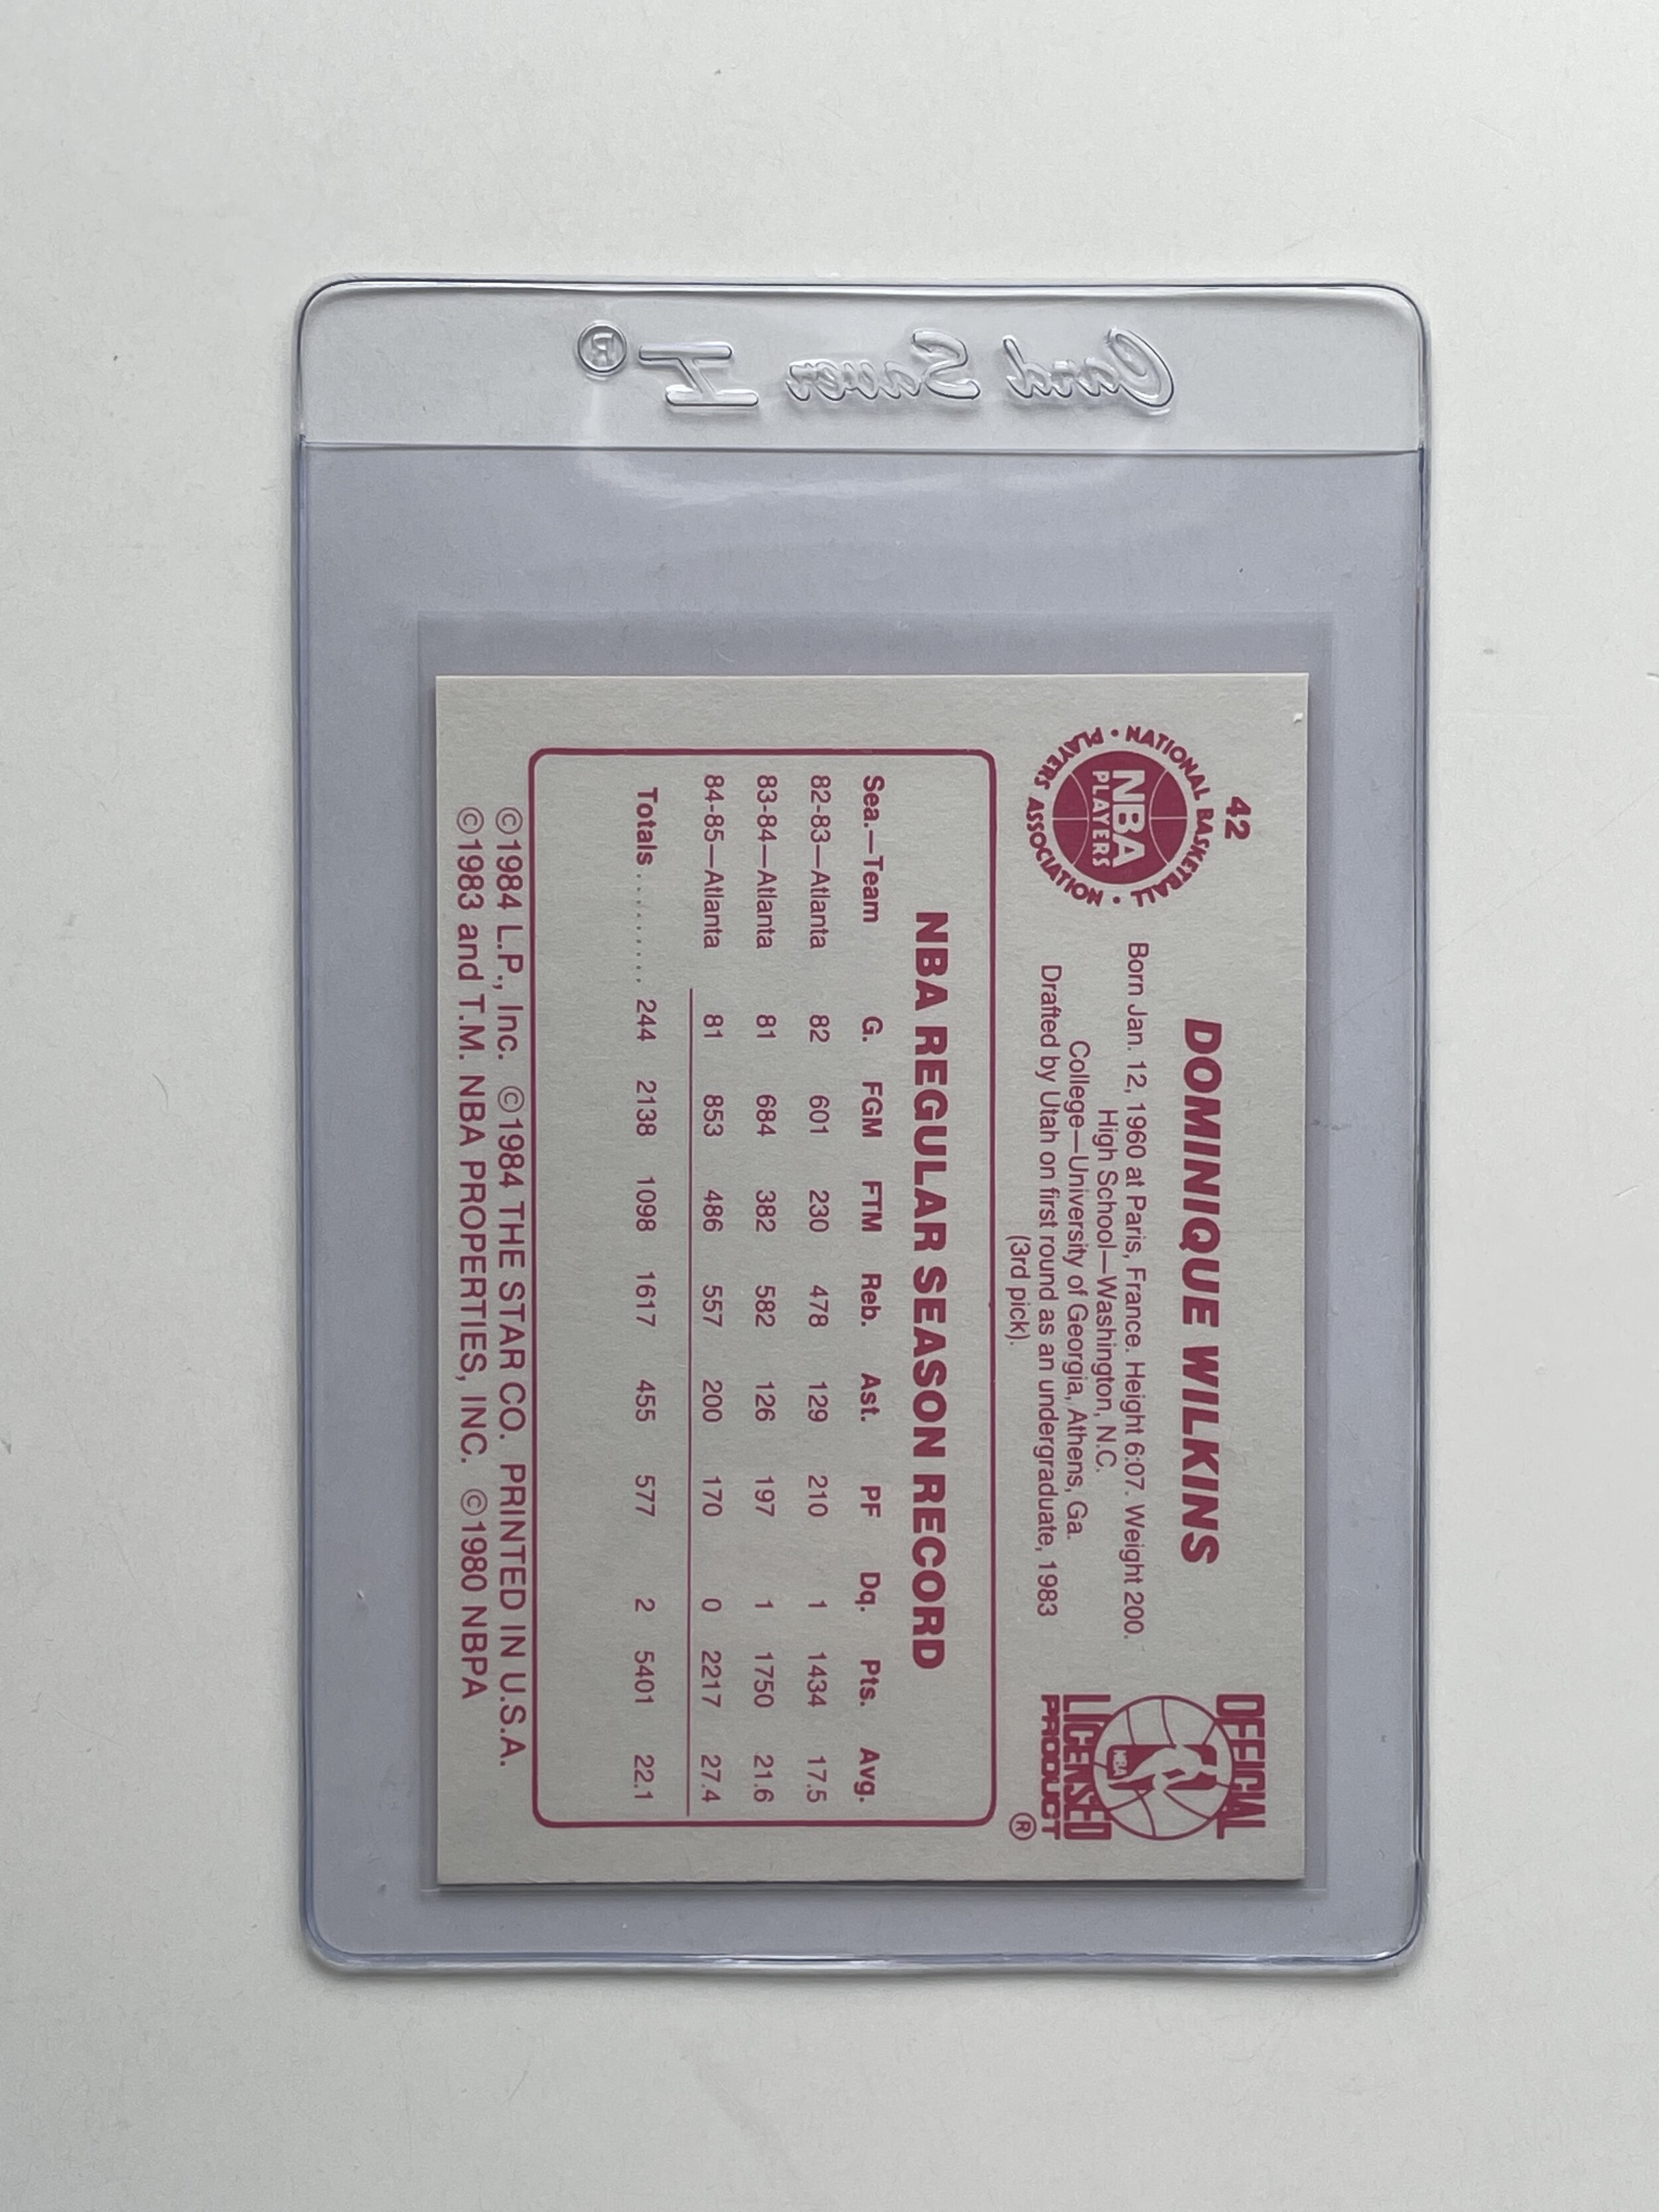 Card Saver I®
42
NATIONAL BASKETBALL
PLAYERS ASSOCIATION
NBA
PLAYERS
DOMINIQUE WILKINS
Born Jan. 12, 1960 at Paris, France. Height 6:07. Weight 200.
High School—Washington, N.C.
College—University of Georgia, Athens, Ga.
Drafted by Utah on first round as an undergraduate, 1983
(3rd pick).
OFFICIAL
NBA
LICENSED
PRODUCT
®
NBA REGULAR SEASON RECORD
Sea.—Team G. FGM FTM Reb. Ast. PF Dq. Pts. Avg.
82-83—Atlanta 82 601 230 478 129 210 1 1434 17.5
83-84—Atlanta 81 684 382 582 126 197 1 1750 21.6
84-85—Atlanta 81 853 486 557 200 170 0 2217 27.4
Totals.......... 244 2138 1098 1617 455 577 2 5401 22.1
©1984 L.P., Inc. ©1984 THE STAR CO. PRINTED IN U.S.A.
©1983 and T.M. NBA PROPERTIES, INC. ©1980 NBPA